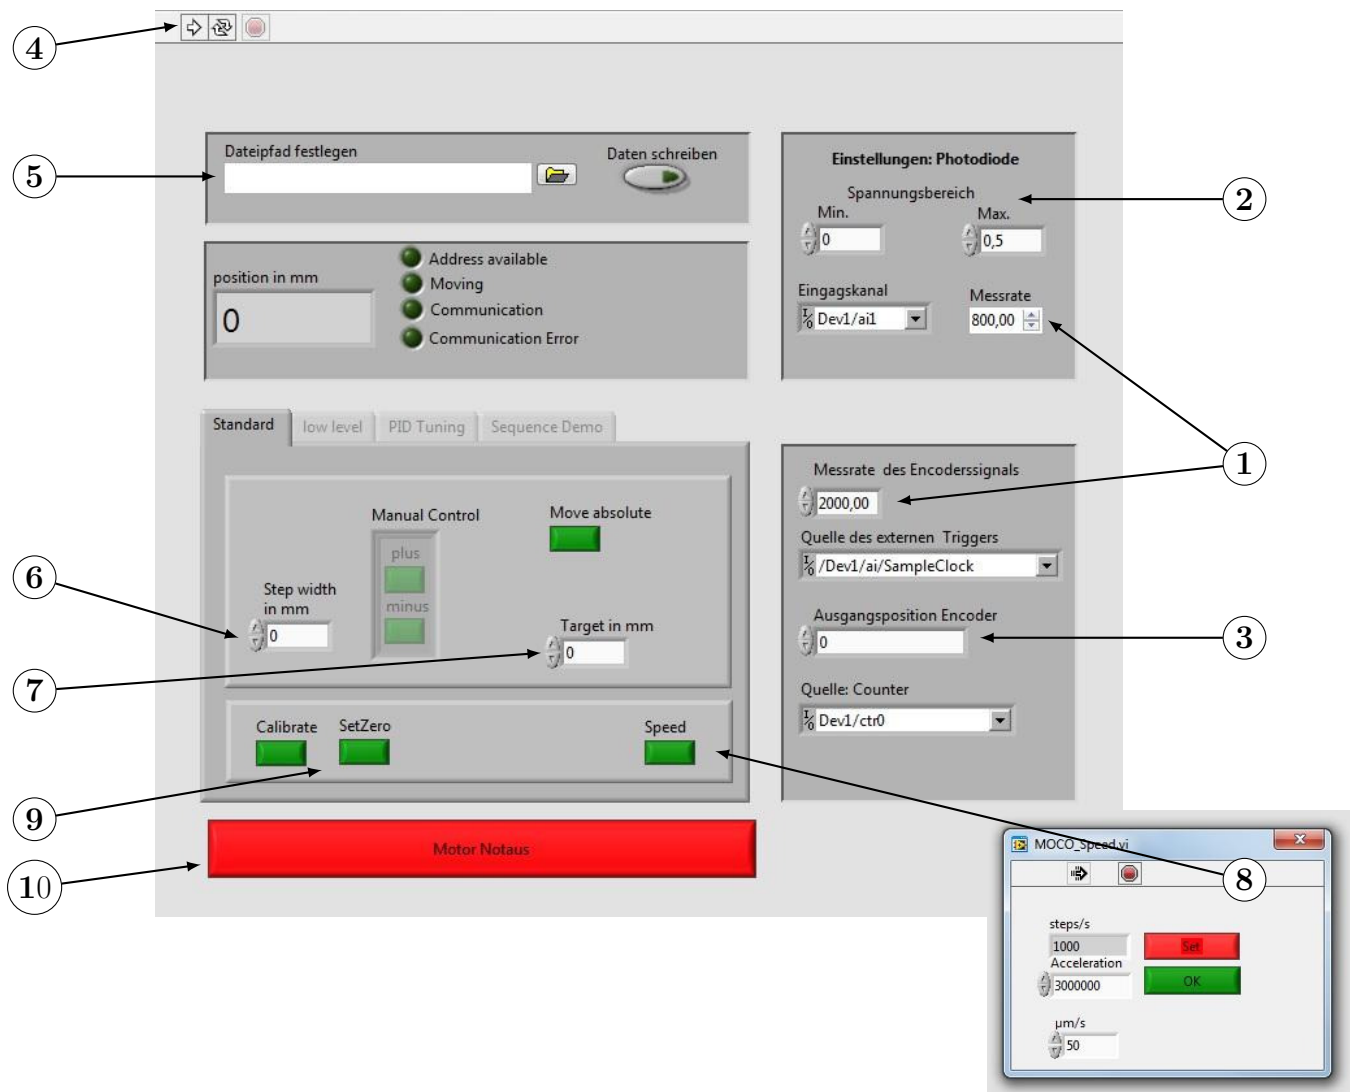 4
5
Dateipfad festlegen
Daten schreiben
Einstellungen: Photodiode
Spannungsbereich
Min.
Max.
0
0,5
2
position in mm
0
Address available
Moving
Communication
Communication Error
Eingagskanal
Messrate
I/O Dev1/ai1
800,00
1
Standard
low level
PID Tuning
Sequence Demo
Messrate des Encoderssignals
2000,00
Quelle des externen Triggers
I/O /Dev1/ai/SampleClock
Ausgangsposition Encoder
0
3
Quelle: Counter
I/O Dev1/ctr0
Manual Control
plus
minus
Move absolute
6
Step width
in mm
0
Target in mm
0
7
Calibrate
SetZero
Speed
9
Motor Notaus
10
MOCO_Speed.vi
x
8
steps/s
1000
Set
Acceleration
3000000
OK
µm/s
50